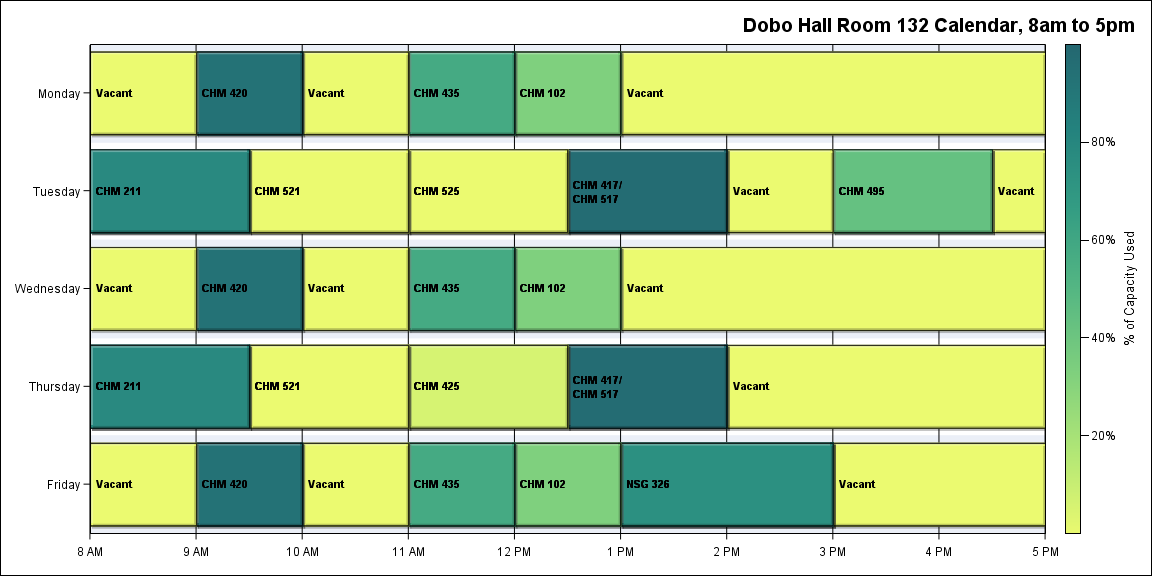 Dobo Hall Room 132 Calendar, 8am to 5pm
Monday
Vacant
CHM 420
Vacant
CHM 435
CHM 102
Vacant
Tuesday
CHM 211
CHM 521
CHM 525
CHM 417/
CHM 517
Vacant
CHM 495
Vacant
Wednesday
Vacant
CHM 420
Vacant
CHM 435
CHM 102
Vacant
Thursday
CHM 211
CHM 521
CHM 425
CHM 417/
CHM 517
Vacant
Friday
Vacant
CHM 420
Vacant
CHM 435
CHM 102
NSG 326
Vacant
8 AM
9 AM
10 AM
11 AM
12 PM
1 PM
2 PM
3 PM
4 PM
5 PM
80%
60%
40%
20%
% of Capacity Used